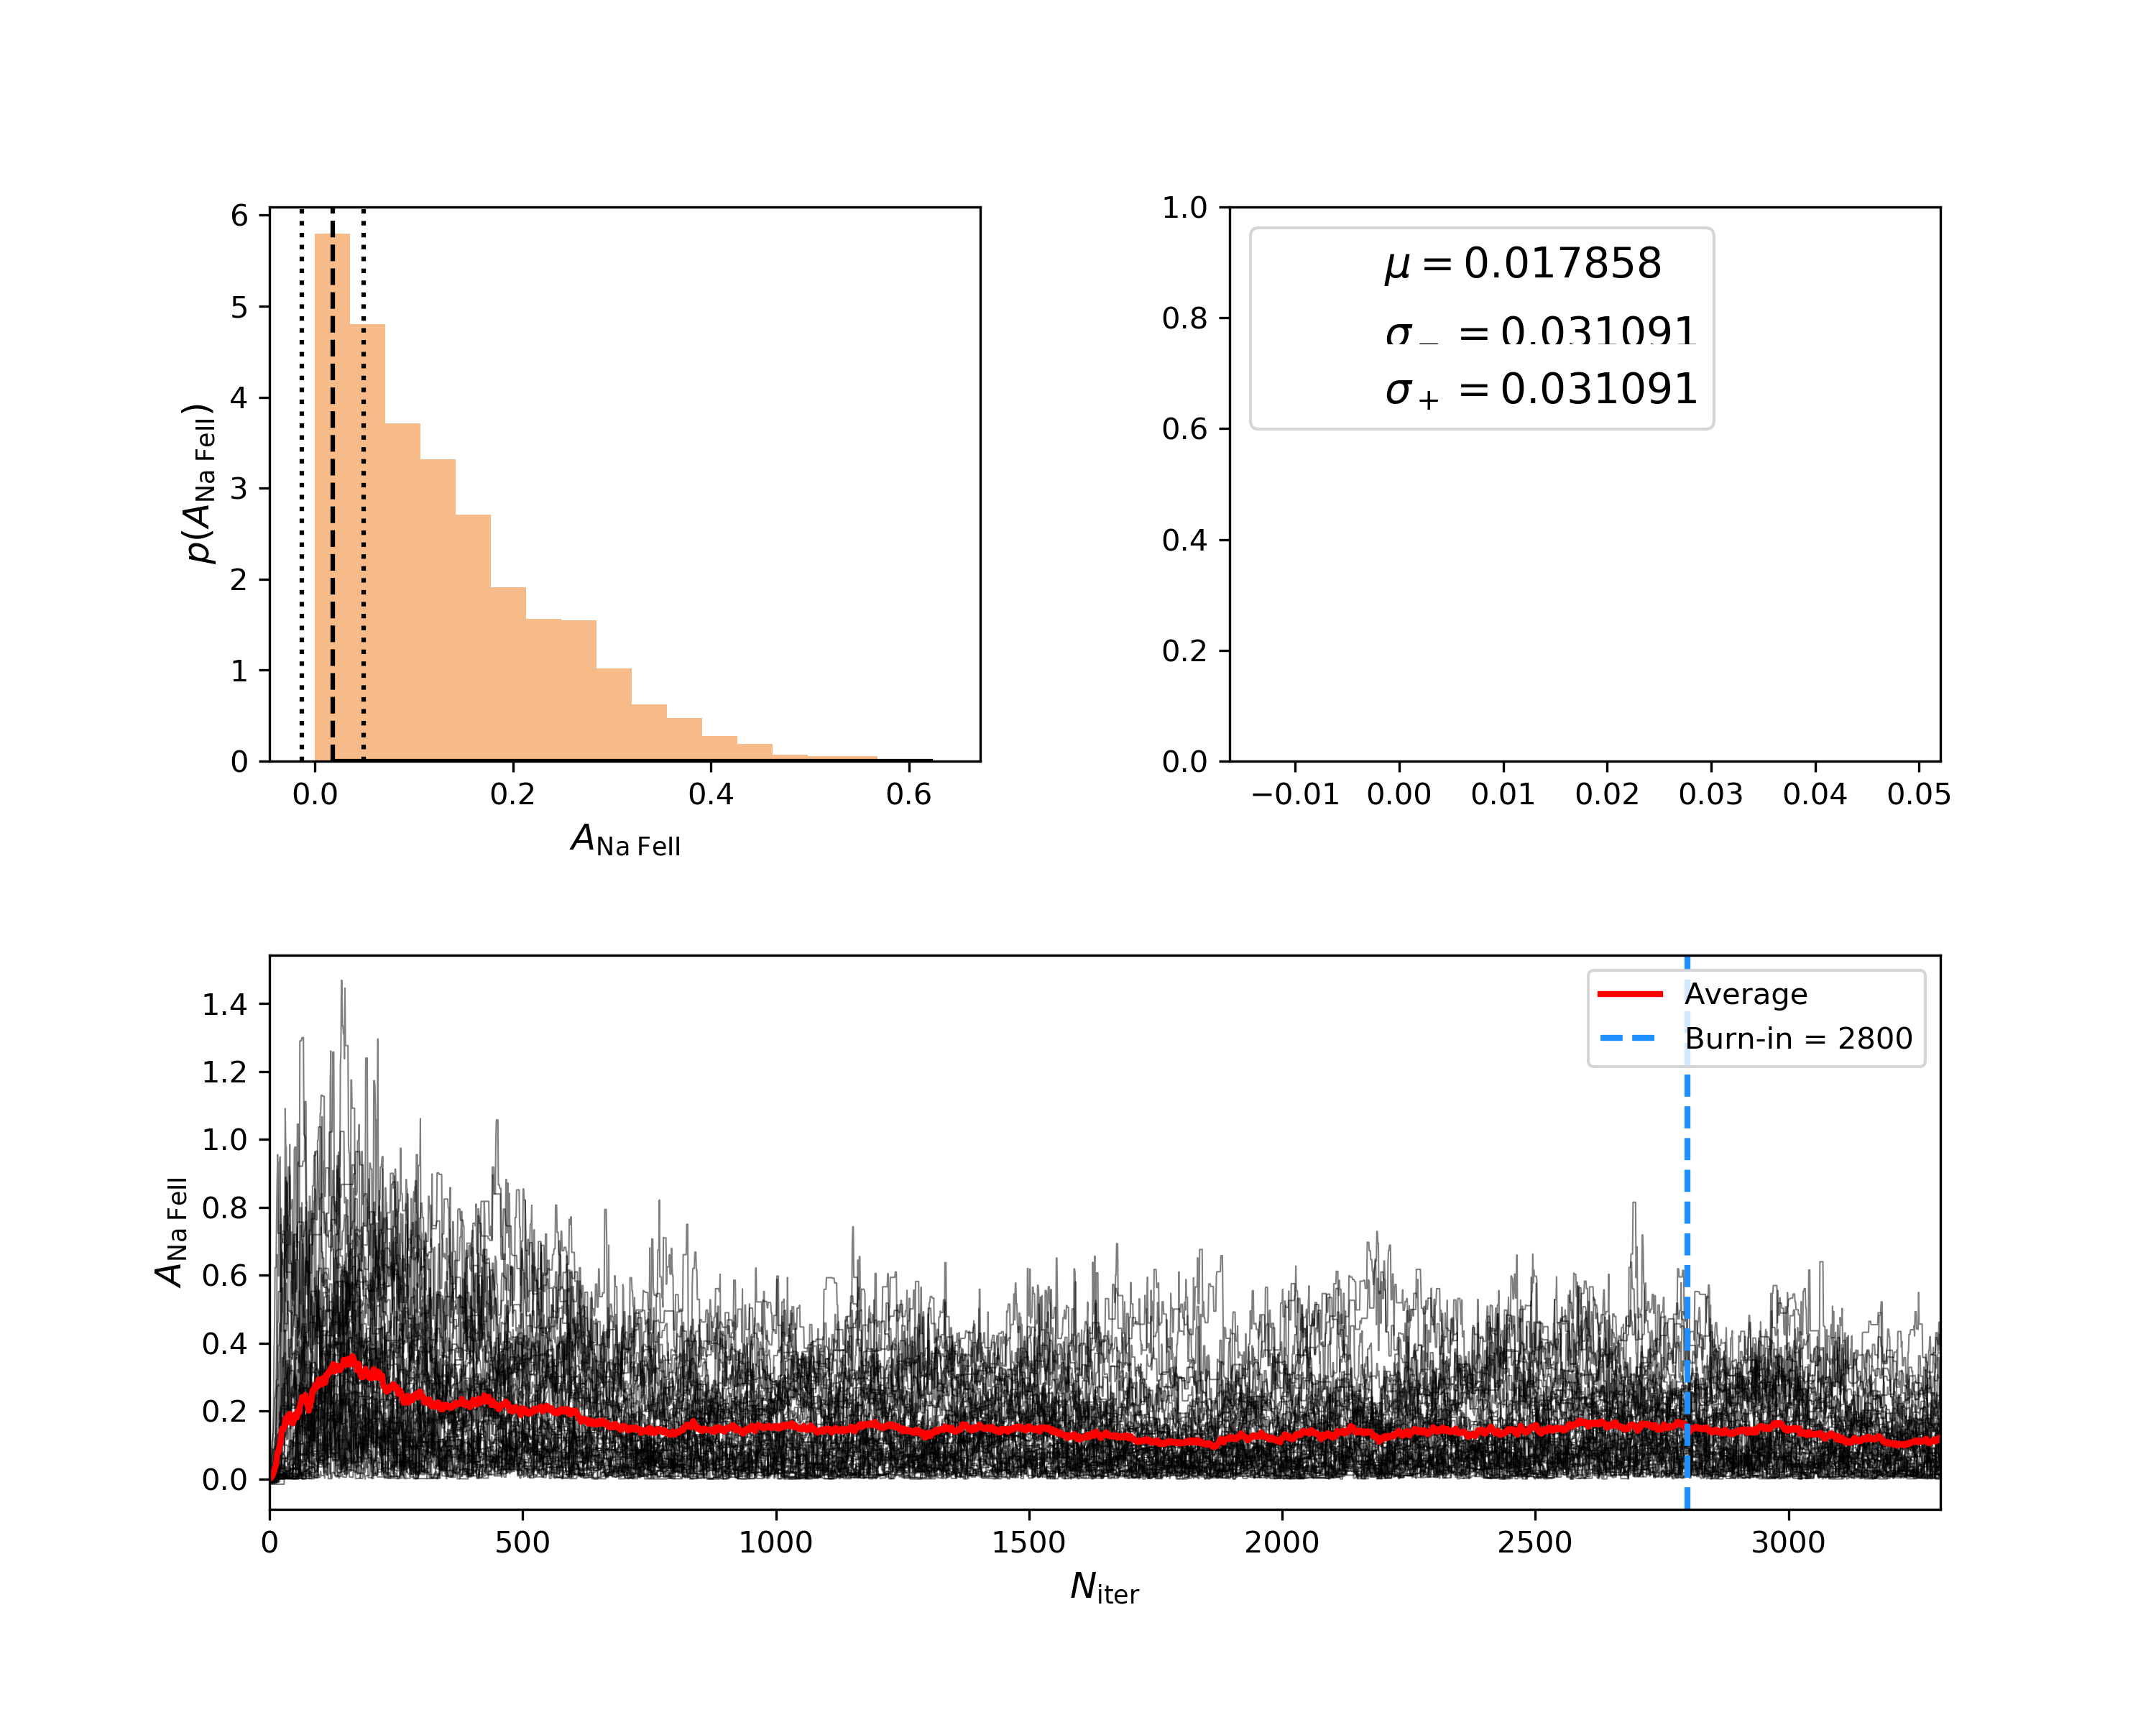 6
5
4
3
2
1
0
p(A_Na FeII)
0.0 0.2 0.4 0.6
A_Na FeII
1.0
0.8
0.6
0.4
0.2
0.0
μ = 0.017858
σ_− = 0.031091
σ_+ = 0.031091
−0.01 0.00 0.01 0.02 0.03 0.04 0.05
1.4
1.2
1.0
0.8
0.6
0.4
0.2
0.0
A_Na FeII
Average
Burn-in = 2800
0 500 1000 1500 2000 2500 3000
N_iter